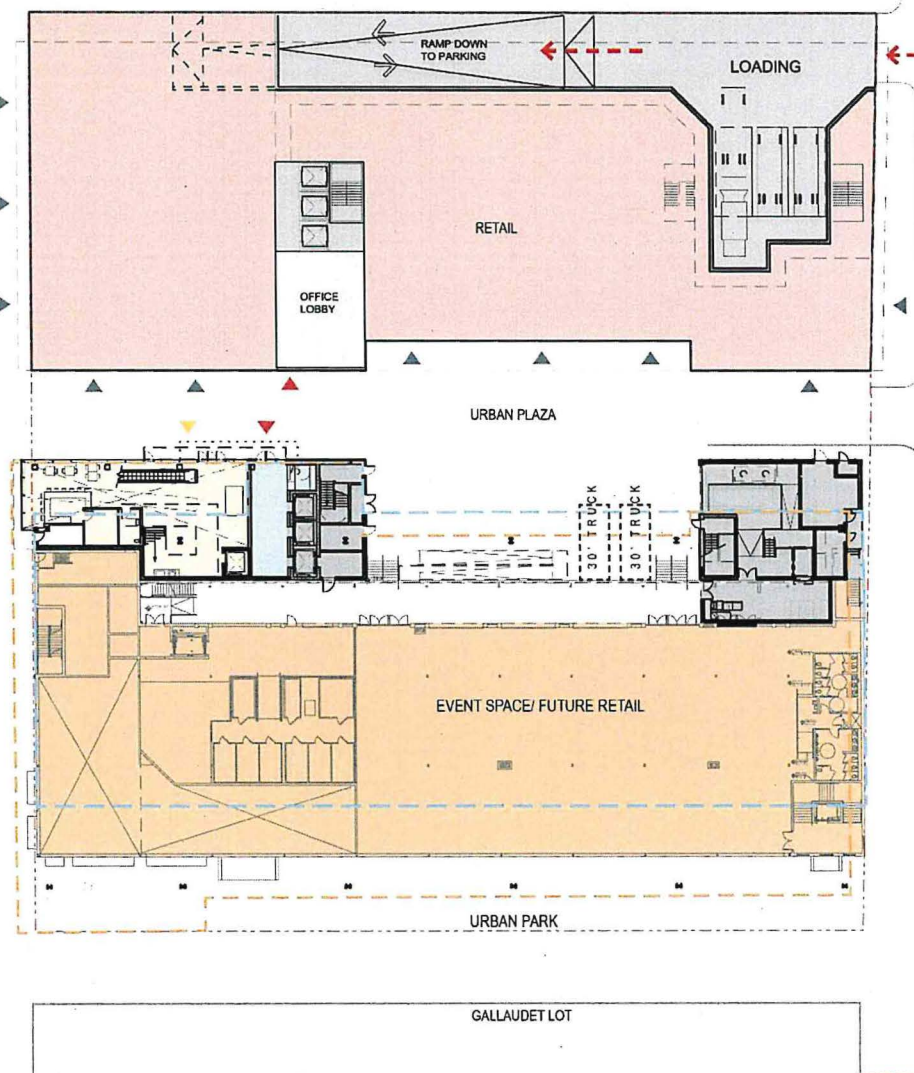 RAMP DOWN
TO PARKING
LOADING
RETAIL
OFFICE
LOBBY
URBAN PLAZA
30' TRUCK
30' TRUCK
EVENT SPACE/ FUTURE RETAIL
URBAN PARK
GALLAUDET LOT